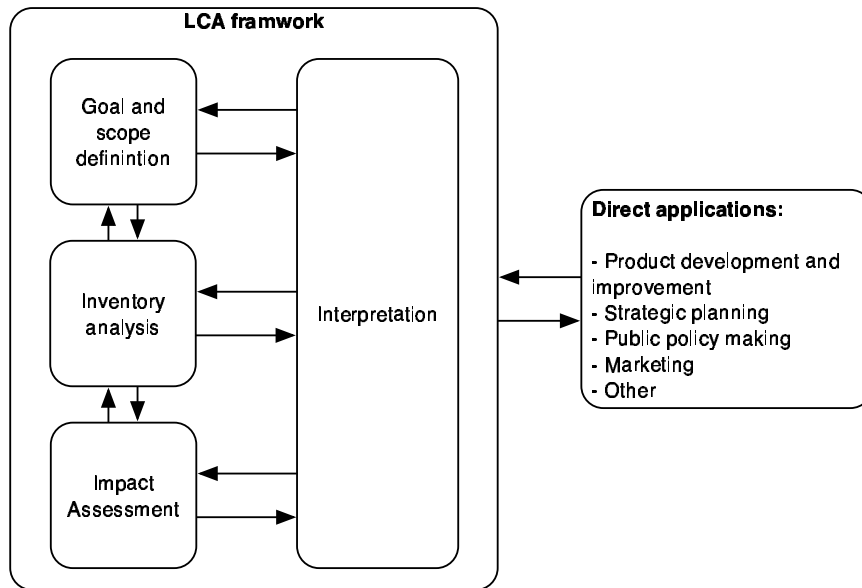 LCA framwork
Goal and
scope
definintion
Inventory
analysis
Impact
Assessment
Interpretation
Direct applications:
- Product development and
improvement
- Strategic planning
- Public policy making
- Marketing
- Other